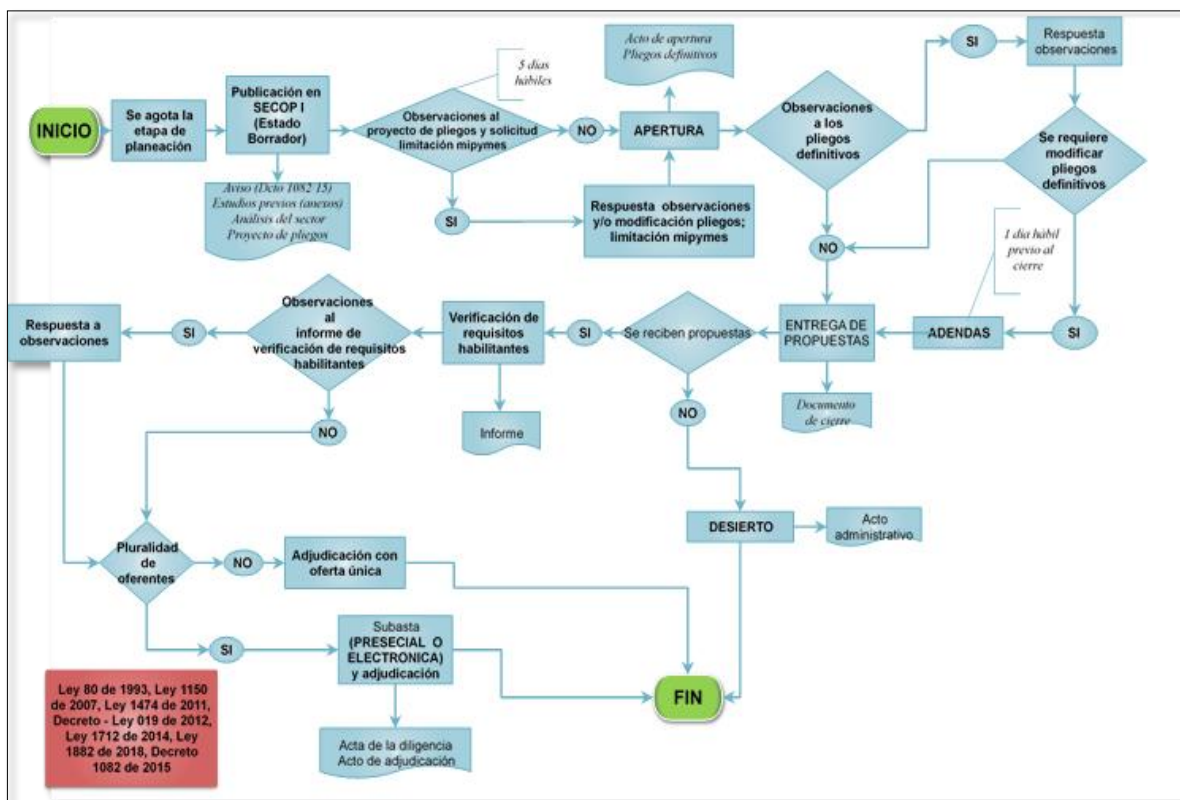 INICIO
Se agota la
etapa de
planeación
Publicación en
SECOP I
(Estado
Borrador)
Aviso (Dcto 1082 15)
Estudios previos (anexos)
Análisis del sector
Proyecto de pliegos
5 días
hábiles
Observaciones al
proyecto de pliegos y solicitud
limitación mipymes
NO
SI
Acto de apertura
Pliegos definitivos
APERTURA
Respuesta observaciones
y/o modificación pliegos;
limitación mipymes
Observaciones
a los
pliegos
definitivos
SI
Respuesta
observaciones
Se requiere
modificar
pliegos
definitivos
NO
1 día hábil
previo al
cierre
SI
ADENDAS
ENTREGA DE
PROPUESTAS
Documento
de cierre
Se reciben propuestas
SI
NO
Verificación de
requisitos
habilitantes
Informe
Observaciones
al
informe de
verificación de requisitos
habilitantes
SI
NO
Respuesta a
observaciones
DESIERTO
Acto
administrativo
Pluralidad
de
oferentes
NO
Adjudicación con
oferta única
SI
Subasta
(PRESECIAL O
ELECTRONICA)
y adjudicación
Acta de la diligencia
Acto de adjudicación
FIN
Ley 80 de 1993, Ley 1150
de 2007, Ley 1474 de 2011,
Decreto - Ley 019 de 2012,
Ley 1712 de 2014, Ley
1882 de 2018, Decreto
1082 de 2015